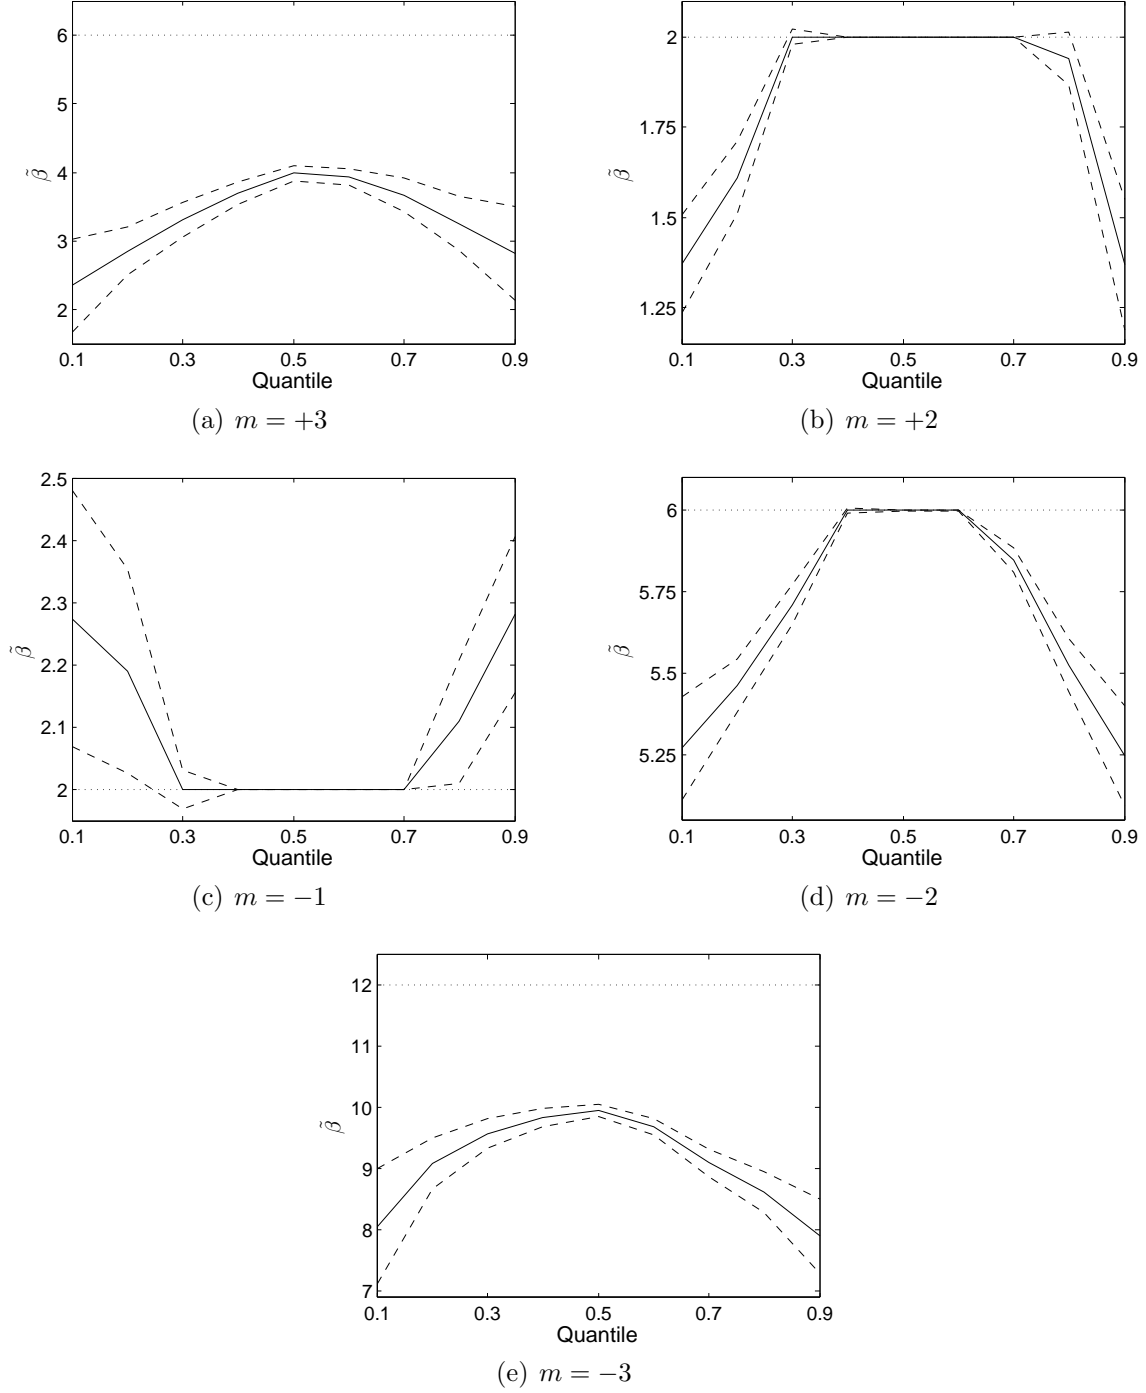 6
5
4
3
2
β̃
0.1 0.3 0.5 0.7 0.9
Quantile
(a) m = +3
2
1.75
1.5
1.25
β̃
0.1 0.3 0.5 0.7 0.9
Quantile
(b) m = +2
2.5
2.4
2.3
2.2
2.1
2
β̃
0.1 0.3 0.5 0.7 0.9
Quantile
(c) m = −1
6
5.75
5.5
5.25
β̃
0.1 0.3 0.5 0.7 0.9
Quantile
(d) m = −2
12
11
10
9
8
7
β̃
0.1 0.3 0.5 0.7 0.9
Quantile
(e) m = −3